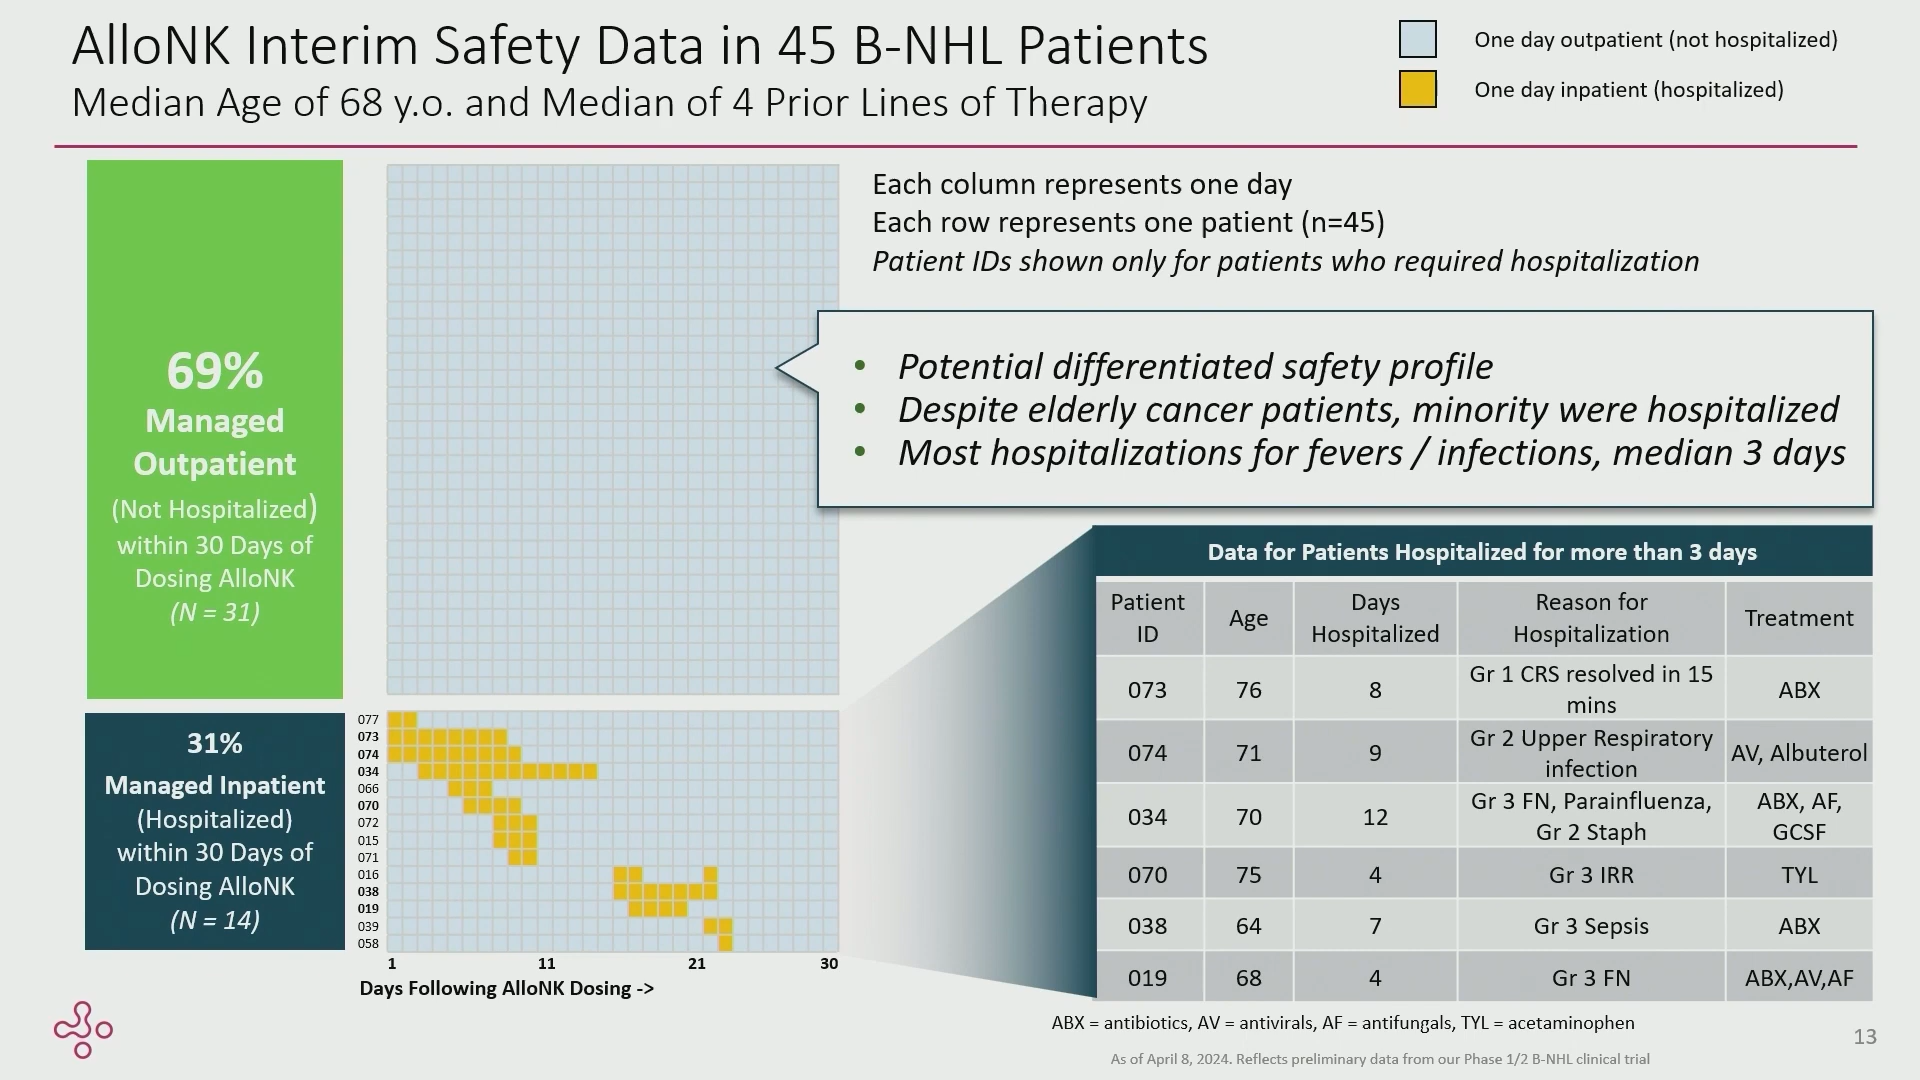 AlloNK Interim Safety Data in 45 B-NHL Patients
Median Age of 68 y.o. and Median of 4 Prior Lines of Therapy
One day outpatient (not hospitalized)
One day inpatient (hospitalized)
69%
Managed
Outpatient
(Not Hospitalized)
within 30 Days of
Dosing AlloNK
(N = 31)
Each column represents one day
Each row represents one patient (n=45)
Patient IDs shown only for patients who required hospitalization
• Potential differentiated safety profile
• Despite elderly cancer patients, minority were hospitalized
• Most hospitalizations for fevers / infections, median 3 days
31%
Managed Inpatient
(Hospitalized)
within 30 Days of
Dosing AlloNK
(N = 14)
077
073
074
034
066
070
072
015
071
016
038
019
039
058
1 11 21 30
Days Following AlloNK Dosing ->
Data for Patients Hospitalized for more than 3 days
Patient ID Age Days Hospitalized Reason for Hospitalization Treatment
073 76 8 Gr 1 CRS resolved in 15 mins ABX
074 71 9 Gr 2 Upper Respiratory infection AV, Albuterol
034 70 12 Gr 3 FN, Parainfluenza, Gr 2 Staph ABX, AF, GCSF
070 75 4 Gr 3 IRR TYL
038 64 7 Gr 3 Sepsis ABX
019 68 4 Gr 3 FN ABX,AV,AF
ABX = antibiotics, AV = antivirals, AF = antifungals, TYL = acetaminophen
As of April 8, 2024. Reflects preliminary data from our Phase 1/2 B-NHL clinical trial
13